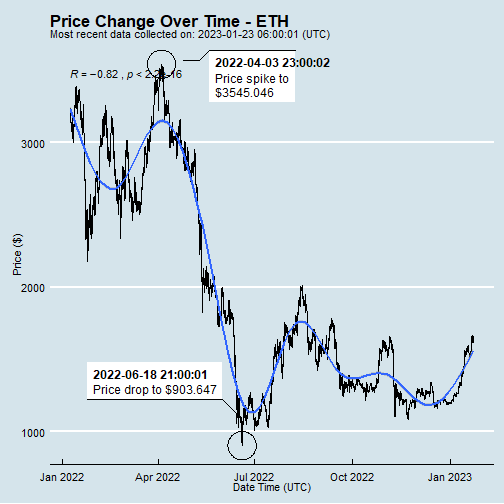 Price Change Over Time - ETH
Most recent data collected on: 2023-01-23 06:00:01 (UTC)
R = −0.82 , p <
2022-04-03 23:00:02
Price spike to
$3545.046
3000
2000
1000
Price ($)
2022-06-18 21:00:01
Price drop to $903.647
Jan 2022
Apr 2022
Jul 2022
Oct 2022
Jan 2023
Date Time (UTC)